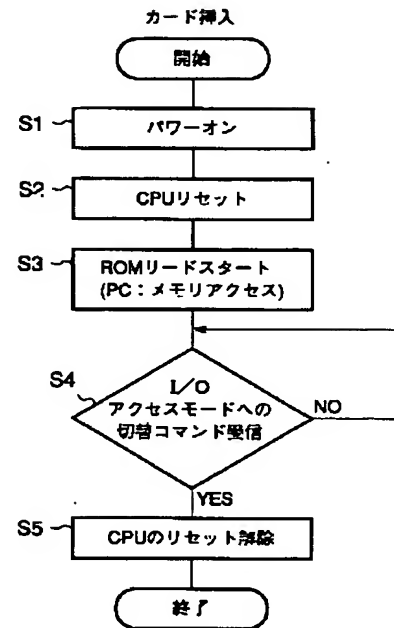 カード挿入
開始
S1
パワーオン
S2
CPUリセット
S3
ROMリードスタート
(PC:メモリアクセス)
S4
I/O
アクセスモードへの
切替コマンド受信
NO
YES
S5
CPUのリセット解除
終了